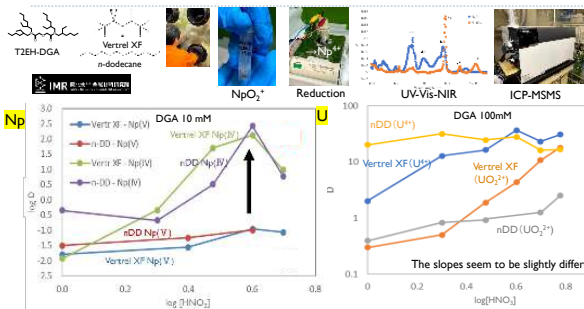 T2EH-DGA
Vertrel XF
n-dodecane
IMR
NpO₂⁺
Np⁴⁺
Reduction
UV-Vis-NIR
ICP-MSMS
Np
DGA 10 mM
Vertr XF - Np(V)
n-DD - Np(V)
Vertr XF - Np(IV)
n-DD - Np(IV)
Vertrel XF Np(IV)
nDD Np(IV)
nDD Np(V)
Vertrel XF Np(V)
log D
2.5
2.0
1.5
1.0
0.5
0.0
-0.5
-1.0
-1.5
-2.0
-2.5
0.0 0.2 0.4 0.6 0.8
log [HNO₃]
U
DGA 100mM
nDD (U⁴⁺)
Vertrel XF(U⁴⁺)
Vertrel XF
(UO₂²⁺)
nDD (UO₂²⁺)
The slopes seem to be slightly differ
D
100
10
1
0.1
0.0 0.2 0.4 0.6 0.8
log[HNO₃]